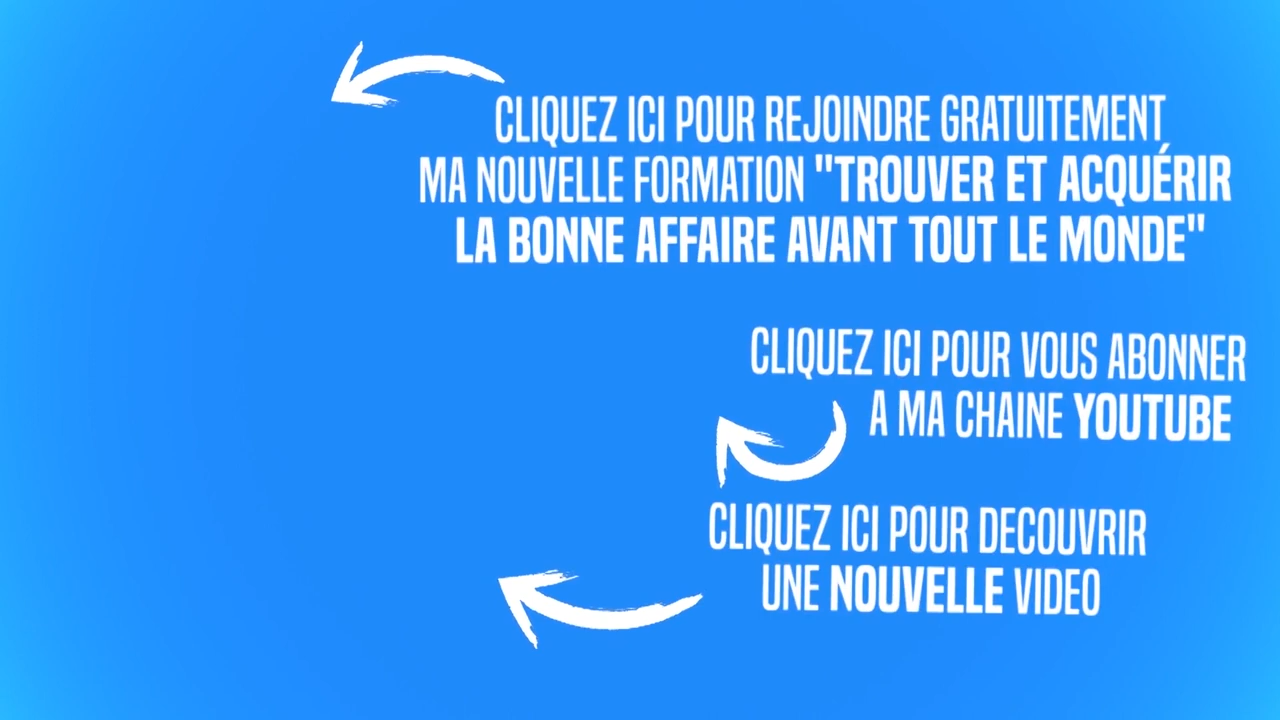 CLIQUEZ ICI POUR REJOINDRE GRATUITEMENT
MA NOUVELLE FORMATION "TROUVER ET ACQUÉRIR
LA BONNE AFFAIRE AVANT TOUT LE MONDE"
CLIQUEZ ICI POUR VOUS ABONNER
A MA CHAINE YOUTUBE
CLIQUEZ ICI POUR DECOUVRIR
UNE NOUVELLE VIDEO